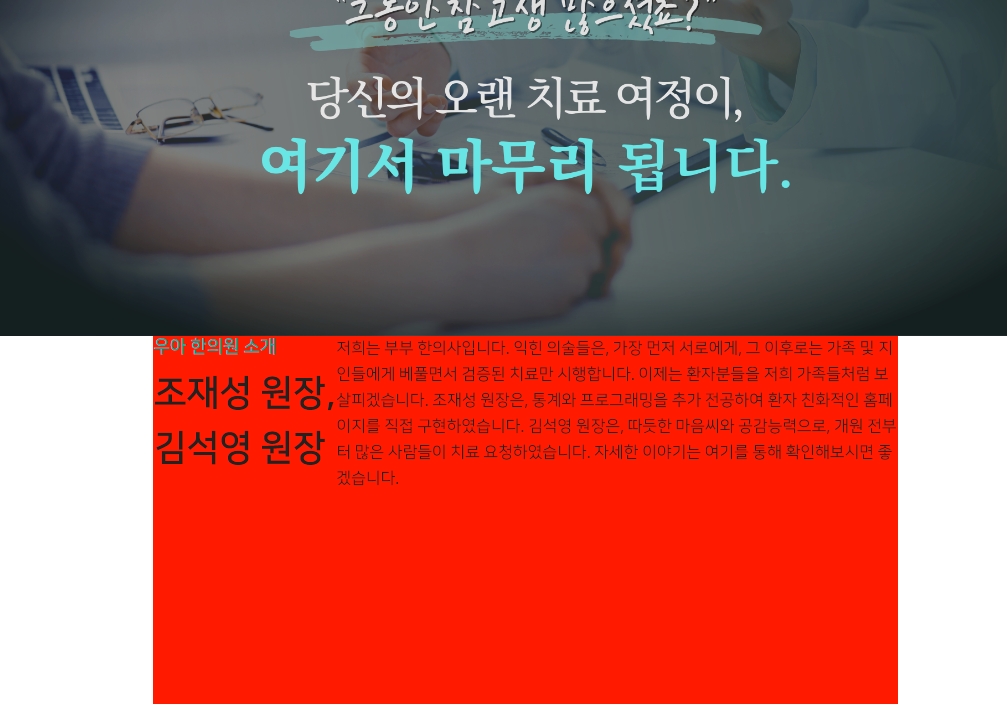 "그동안 참 고생 많으셨죠?"
당신의 오랜 치료 여정이,
여기서 마무리 됩니다.
우아 한의원 소개
조재성 원장,
김석영 원장
저희는 부부 한의사입니다. 익힌 의술들은, 가장 먼저 서로에게, 그 이후로는 가족 및 지
인들에게 베풀면서 검증된 치료만 시행합니다. 이제는 환자분들을 저희 가족들처럼 보
살피겠습니다. 조재성 원장은, 통계와 프로그래밍을 추가 전공하여 환자 친화적인 홈페
이지를 직접 구현하였습니다. 김석영 원장은, 따듯한 마음씨와 공감능력으로, 개원 전부
터 많은 사람들이 치료 요청하였습니다. 자세한 이야기는 여기를 통해 확인해보시면 좋
겠습니다.